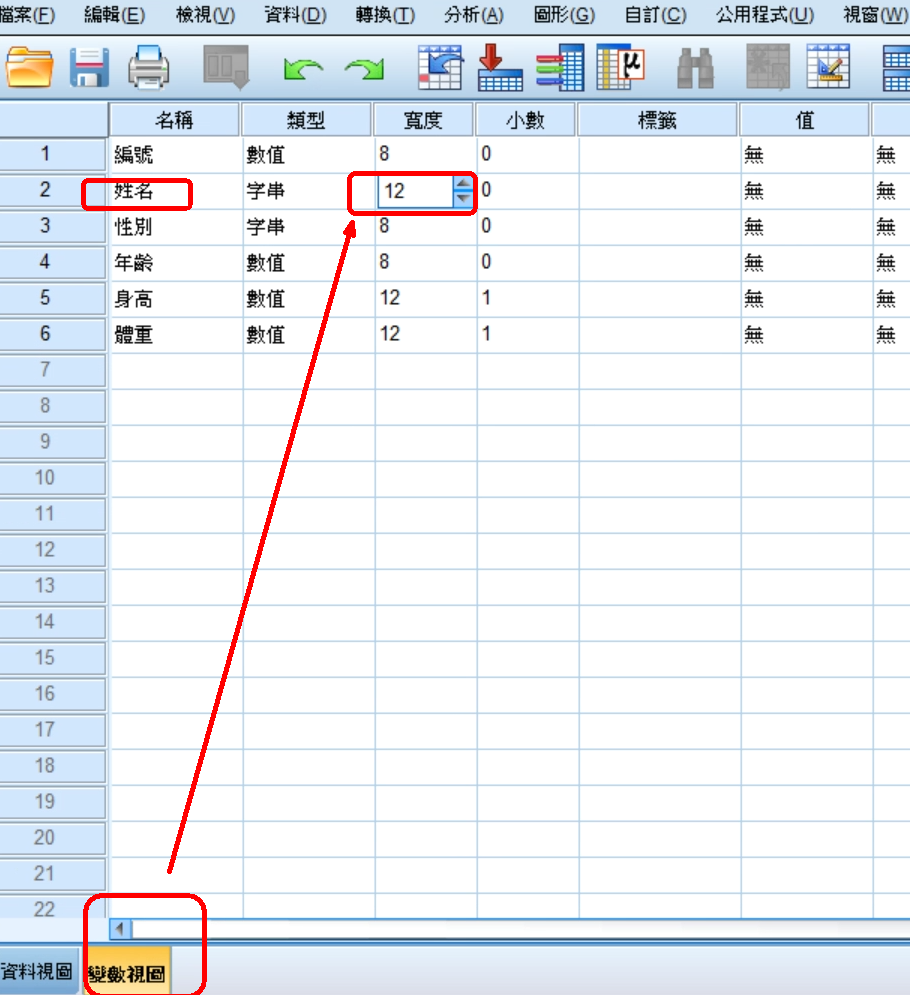 檔案(F) 編輯(E) 檢視(V) 資料(D) 轉換(T) 分析(A) 圖形(G) 自訂(C) 公用程式(U) 視窗(W)
μ
名稱 類型 寬度 小數 標籤 值
1 編號 數值 8 0 無 無
2 姓名 字串 12 0 無 無
3 性別 字串 8 0 無 無
4 年齡 數值 8 0 無 無
5 身高 數值 12 1 無 無
6 體重 數值 12 1 無 無
7
8
9
10
11
12
13
14
15
16
17
18
19
20
21
22
資料視圖 變數視圖